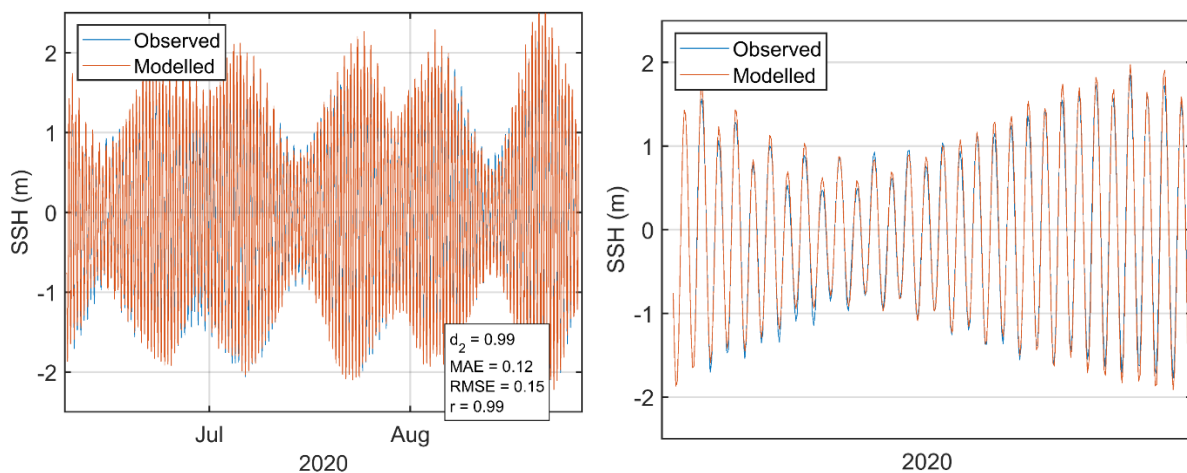 Observed
Modelled
2
1
0
-1
-2
SSH (m)
d2 = 0.99
MAE = 0.12
RMSE = 0.15
r = 0.99
Jul
Aug
2020
Observed
Modelled
2
1
0
-1
-2
SSH (m)
2020